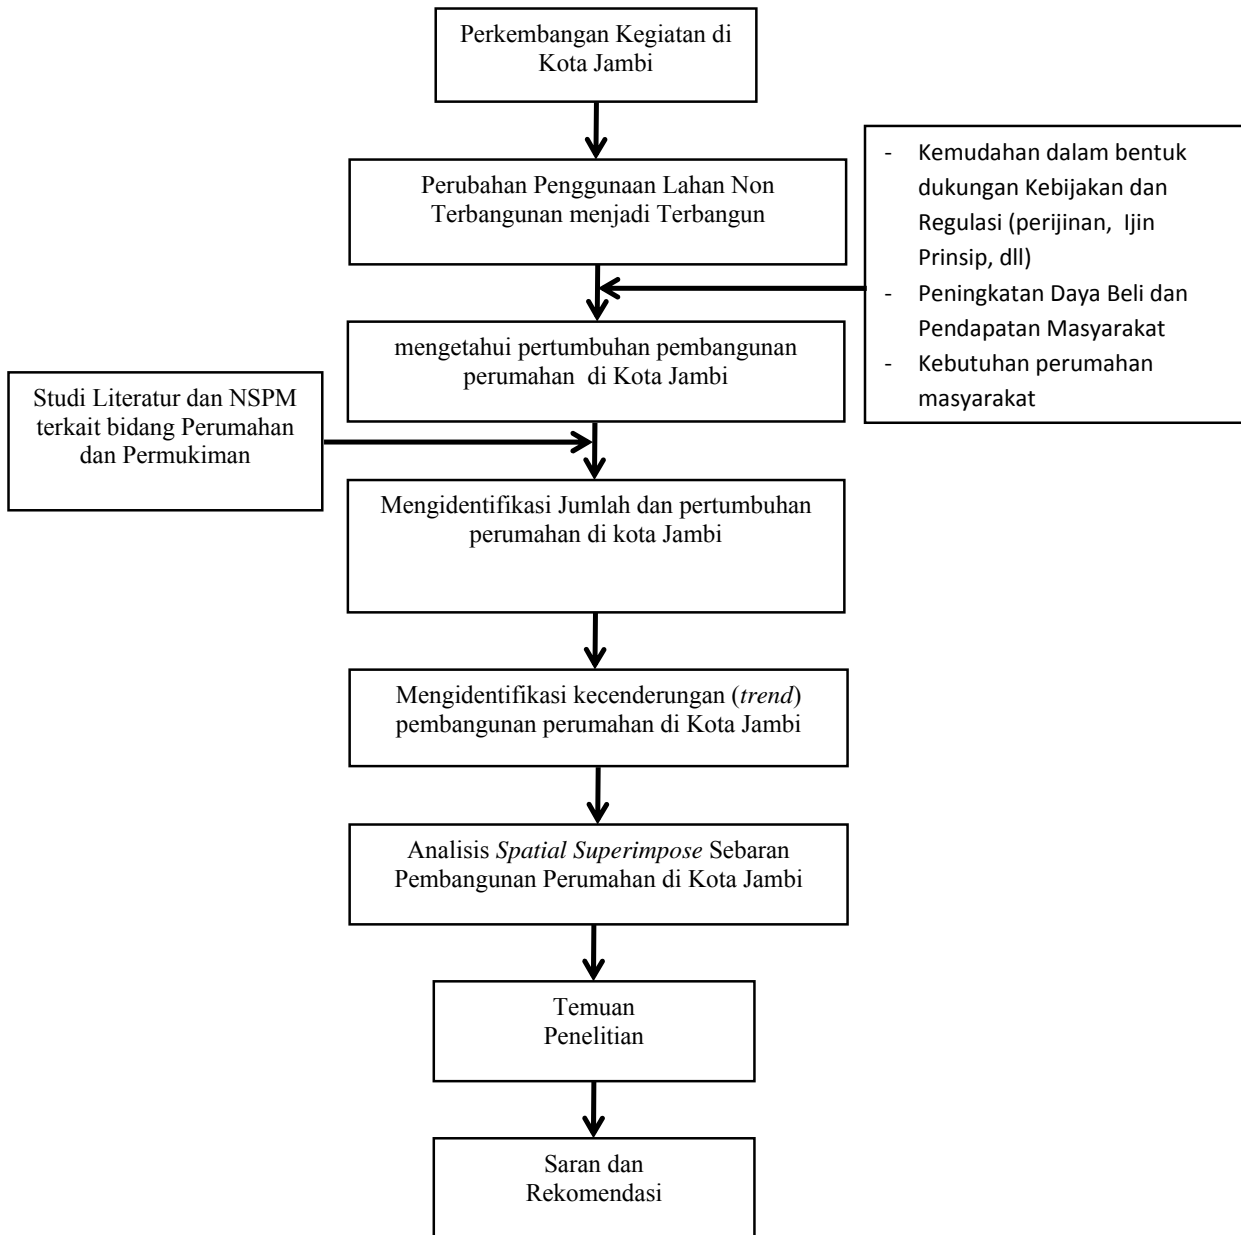 Perkembangan Kegiatan di
Kota Jambi
Perubahan Penggunaan Lahan Non
Terbangunan menjadi Terbangun
- Kemudahan dalam bentuk
dukungan Kebijakan dan
Regulasi (perijinan, Ijin
Prinsip, dll)
- Peningkatan Daya Beli dan
Pendapatan Masyarakat
- Kebutuhan perumahan
masyarakat
mengetahui pertumbuhan pembangunan
perumahan di Kota Jambi
Studi Literatur dan NSPM
terkait bidang Perumahan
dan Permukiman
Mengidentifikasi Jumlah dan pertumbuhan
perumahan di kota Jambi
Mengidentifikasi kecenderungan (trend)
pembangunan perumahan di Kota Jambi
Analisis Spatial Superimpose Sebaran
Pembangunan Perumahan di Kota Jambi
Temuan
Penelitian
Saran dan
Rekomendasi